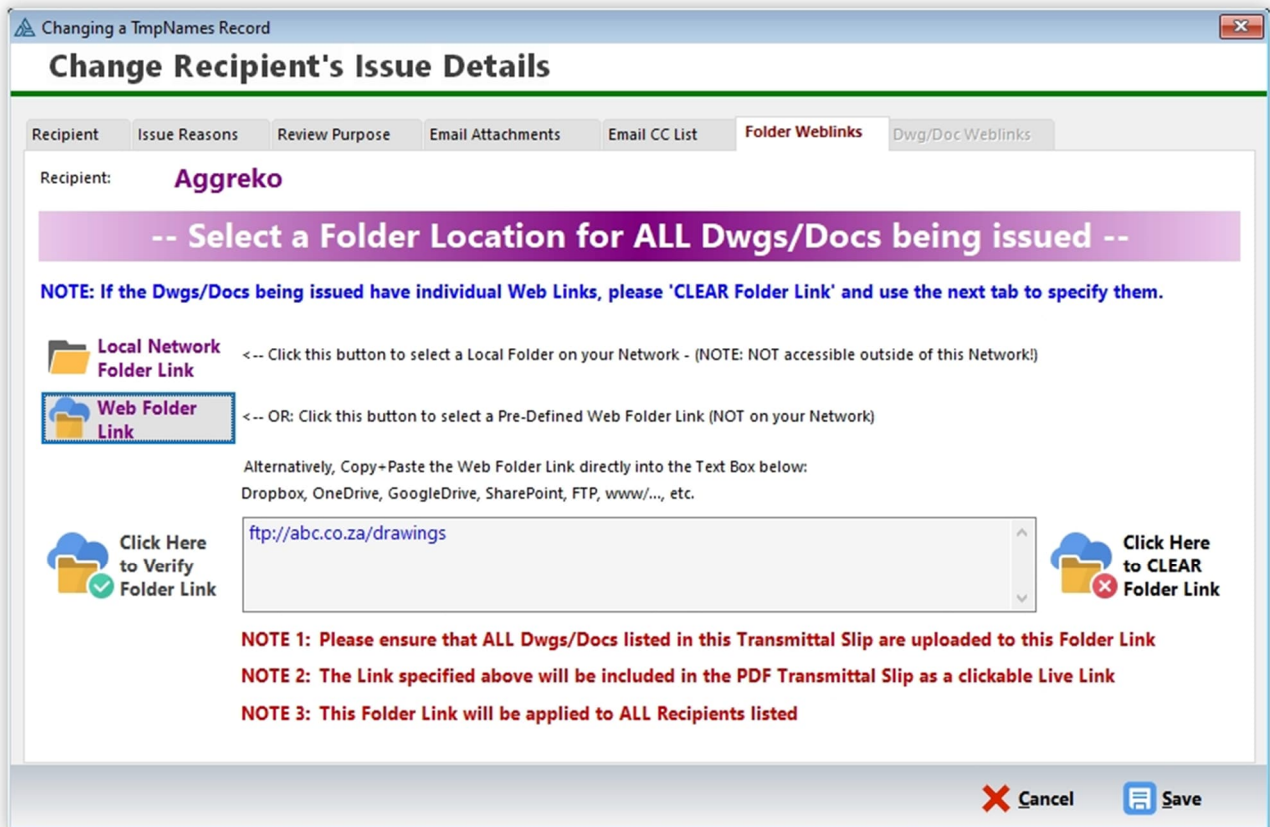 Changing a TmpNames Record
Change Recipient's Issue Details
Recipient Issue Reasons Review Purpose Email Attachments Email CC List Folder Weblinks Dwg/Doc Weblinks
Recipient: Aggreko
-- Select a Folder Location for ALL Dwgs/Docs being issued --
NOTE: If the Dwgs/Docs being issued have individual Web Links, please 'CLEAR Folder Link' and use the next tab to specify them.
Local Network
Folder Link
<-- Click this button to select a Local Folder on your Network - (NOTE: NOT accessible outside of this Network!)
Web Folder
Link
<-- OR: Click this button to select a Pre-Defined Web Folder Link (NOT on your Network)
Alternatively, Copy+Paste the Web Folder Link directly into the Text Box below:
Dropbox, OneDrive, GoogleDrive, SharePoint, FTP, www/..., etc.
Click Here
to Verify
Folder Link
ftp://abc.co.za/drawings
Click Here
to CLEAR
Folder Link
NOTE 1: Please ensure that ALL Dwgs/Docs listed in this Transmittal Slip are uploaded to this Folder Link
NOTE 2: The Link specified above will be included in the PDF Transmittal Slip as a clickable Live Link
NOTE 3: This Folder Link will be applied to ALL Recipients listed
Cancel Save